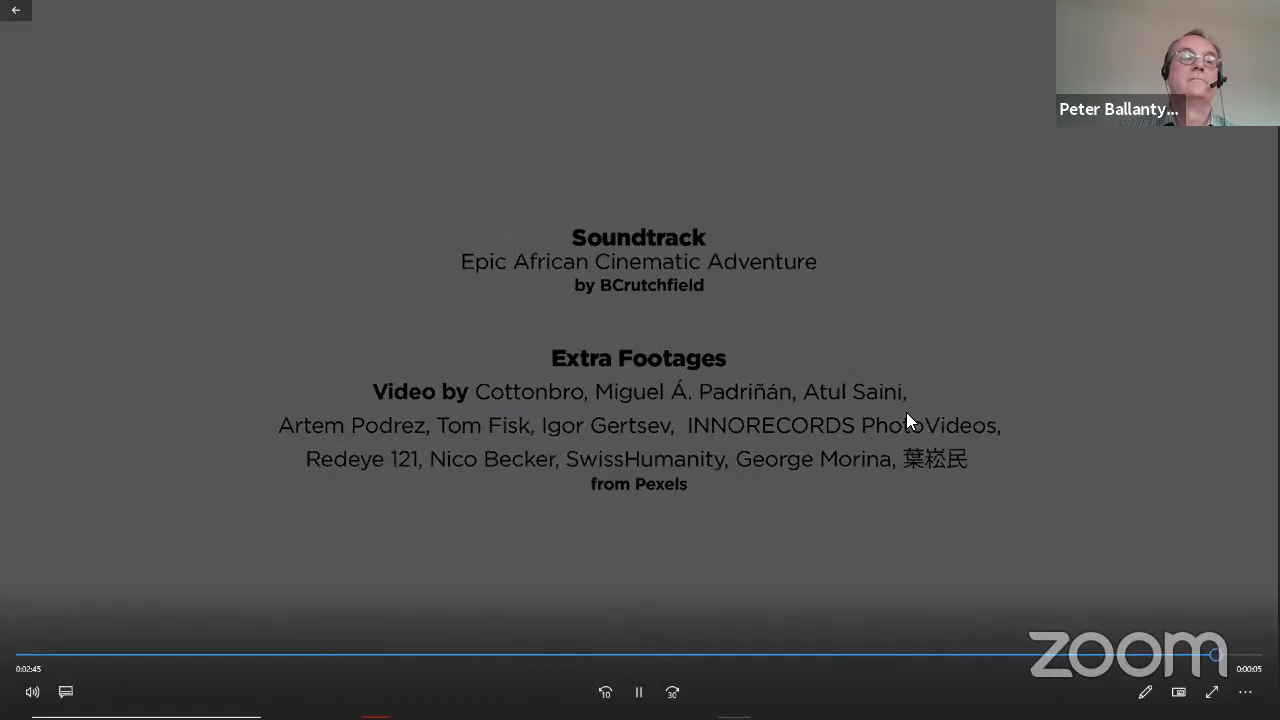 Peter Ballanty...
Soundtrack
Epic African Cinematic Adventure
by BCrutchfield
Extra Footages
Video by Cottonbro, Miguel Á. Padriñán, Atul Saini,
Artem Podrez, Tom Fisk, Igor Gertsev, INNORECORDS PhotoVideos,
Redeye 121, Nico Becker, SwissHumanity, George Morina, 葉崧民
from Pexels
zoom
0:02:45
0:00:05
10
30